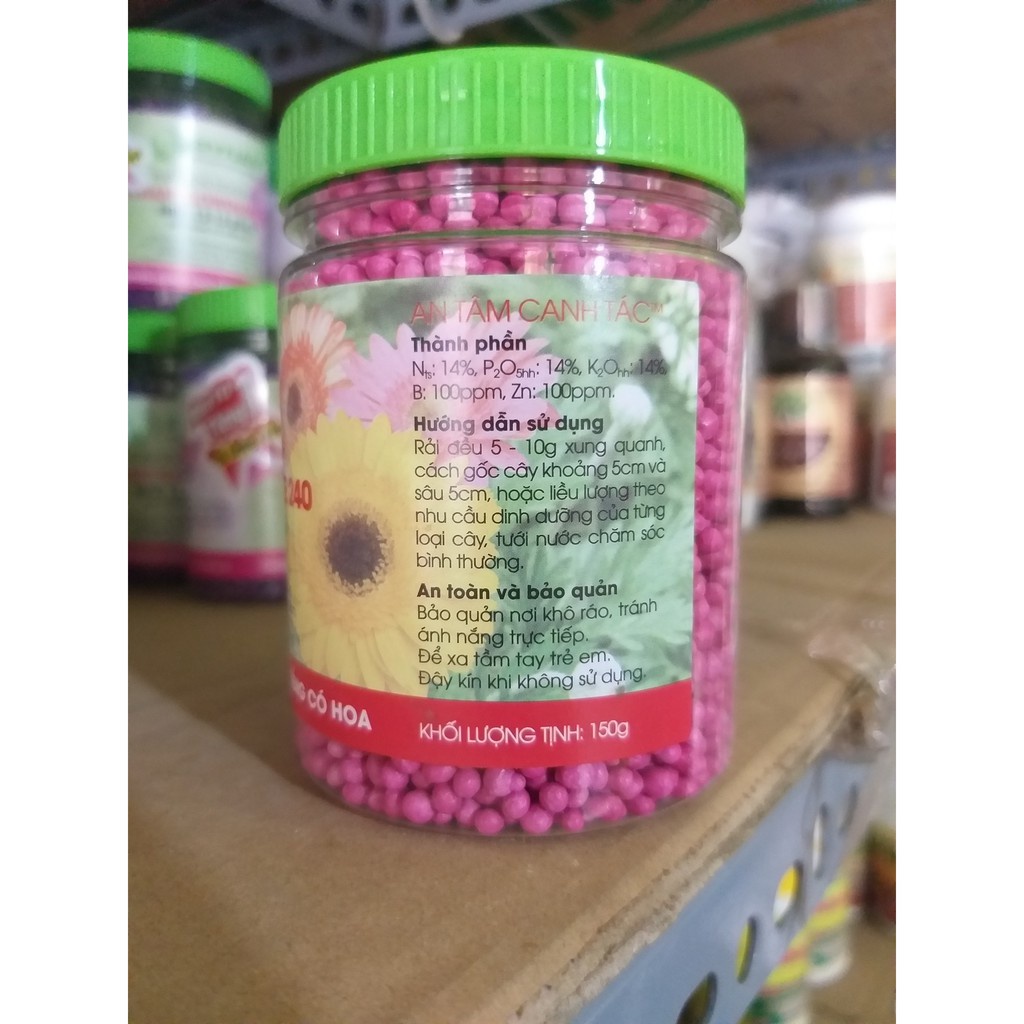 AN TÂM CANH TÁC™
Thành phần
Nts: 14%, P2O5hh: 14%, K2Ohh: 14%
B: 100ppm, Zn: 100ppm.
Hướng dẫn sử dụng
Rải đều 5 - 10g xung quanh,
cách gốc cây khoảng 5cm và
sâu 5cm, hoặc liều lượng theo
nhu cầu dinh dưỡng của từng
loại cây, tưới nước chăm sóc
bình thường.
An toàn và bảo quản
Bảo quản nơi khô ráo, tránh
ánh nắng trực tiếp.
Để xa tầm tay trẻ em.
Đậy kín khi không sử dụng.
KHỐI LƯỢNG TỊNH: 150g
240
CÓ HOA